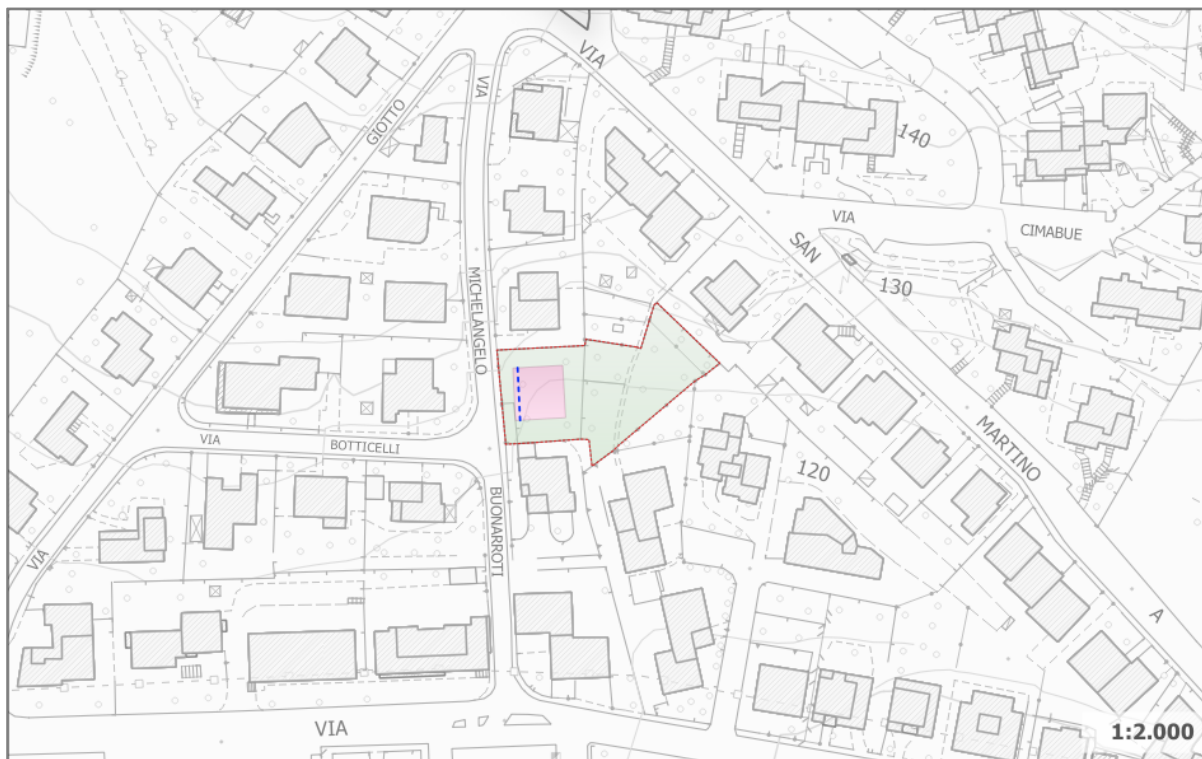 VIA
VIA
GIOTTO
140
VIA
CIMABUE
SAN
MICHELANGELO
130
VIA
BOTTICELLI
MARTINO
120
BUONARROTI
VIA
A
VIA
1:2.000